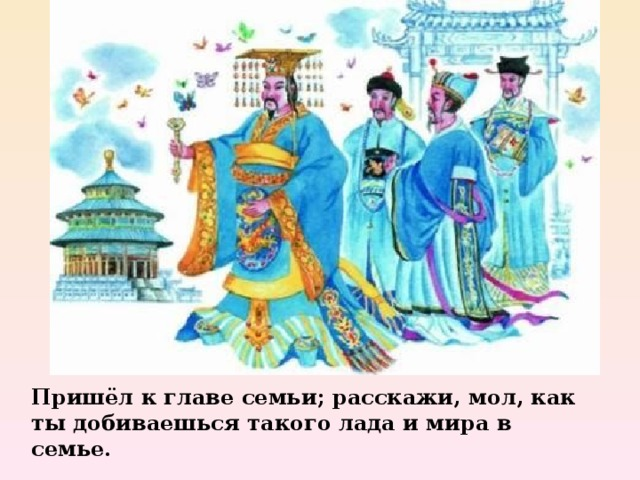 Пришёл к главе семьи; расскажи, мол, как
ты добиваешься такого лада и мира в
семье.